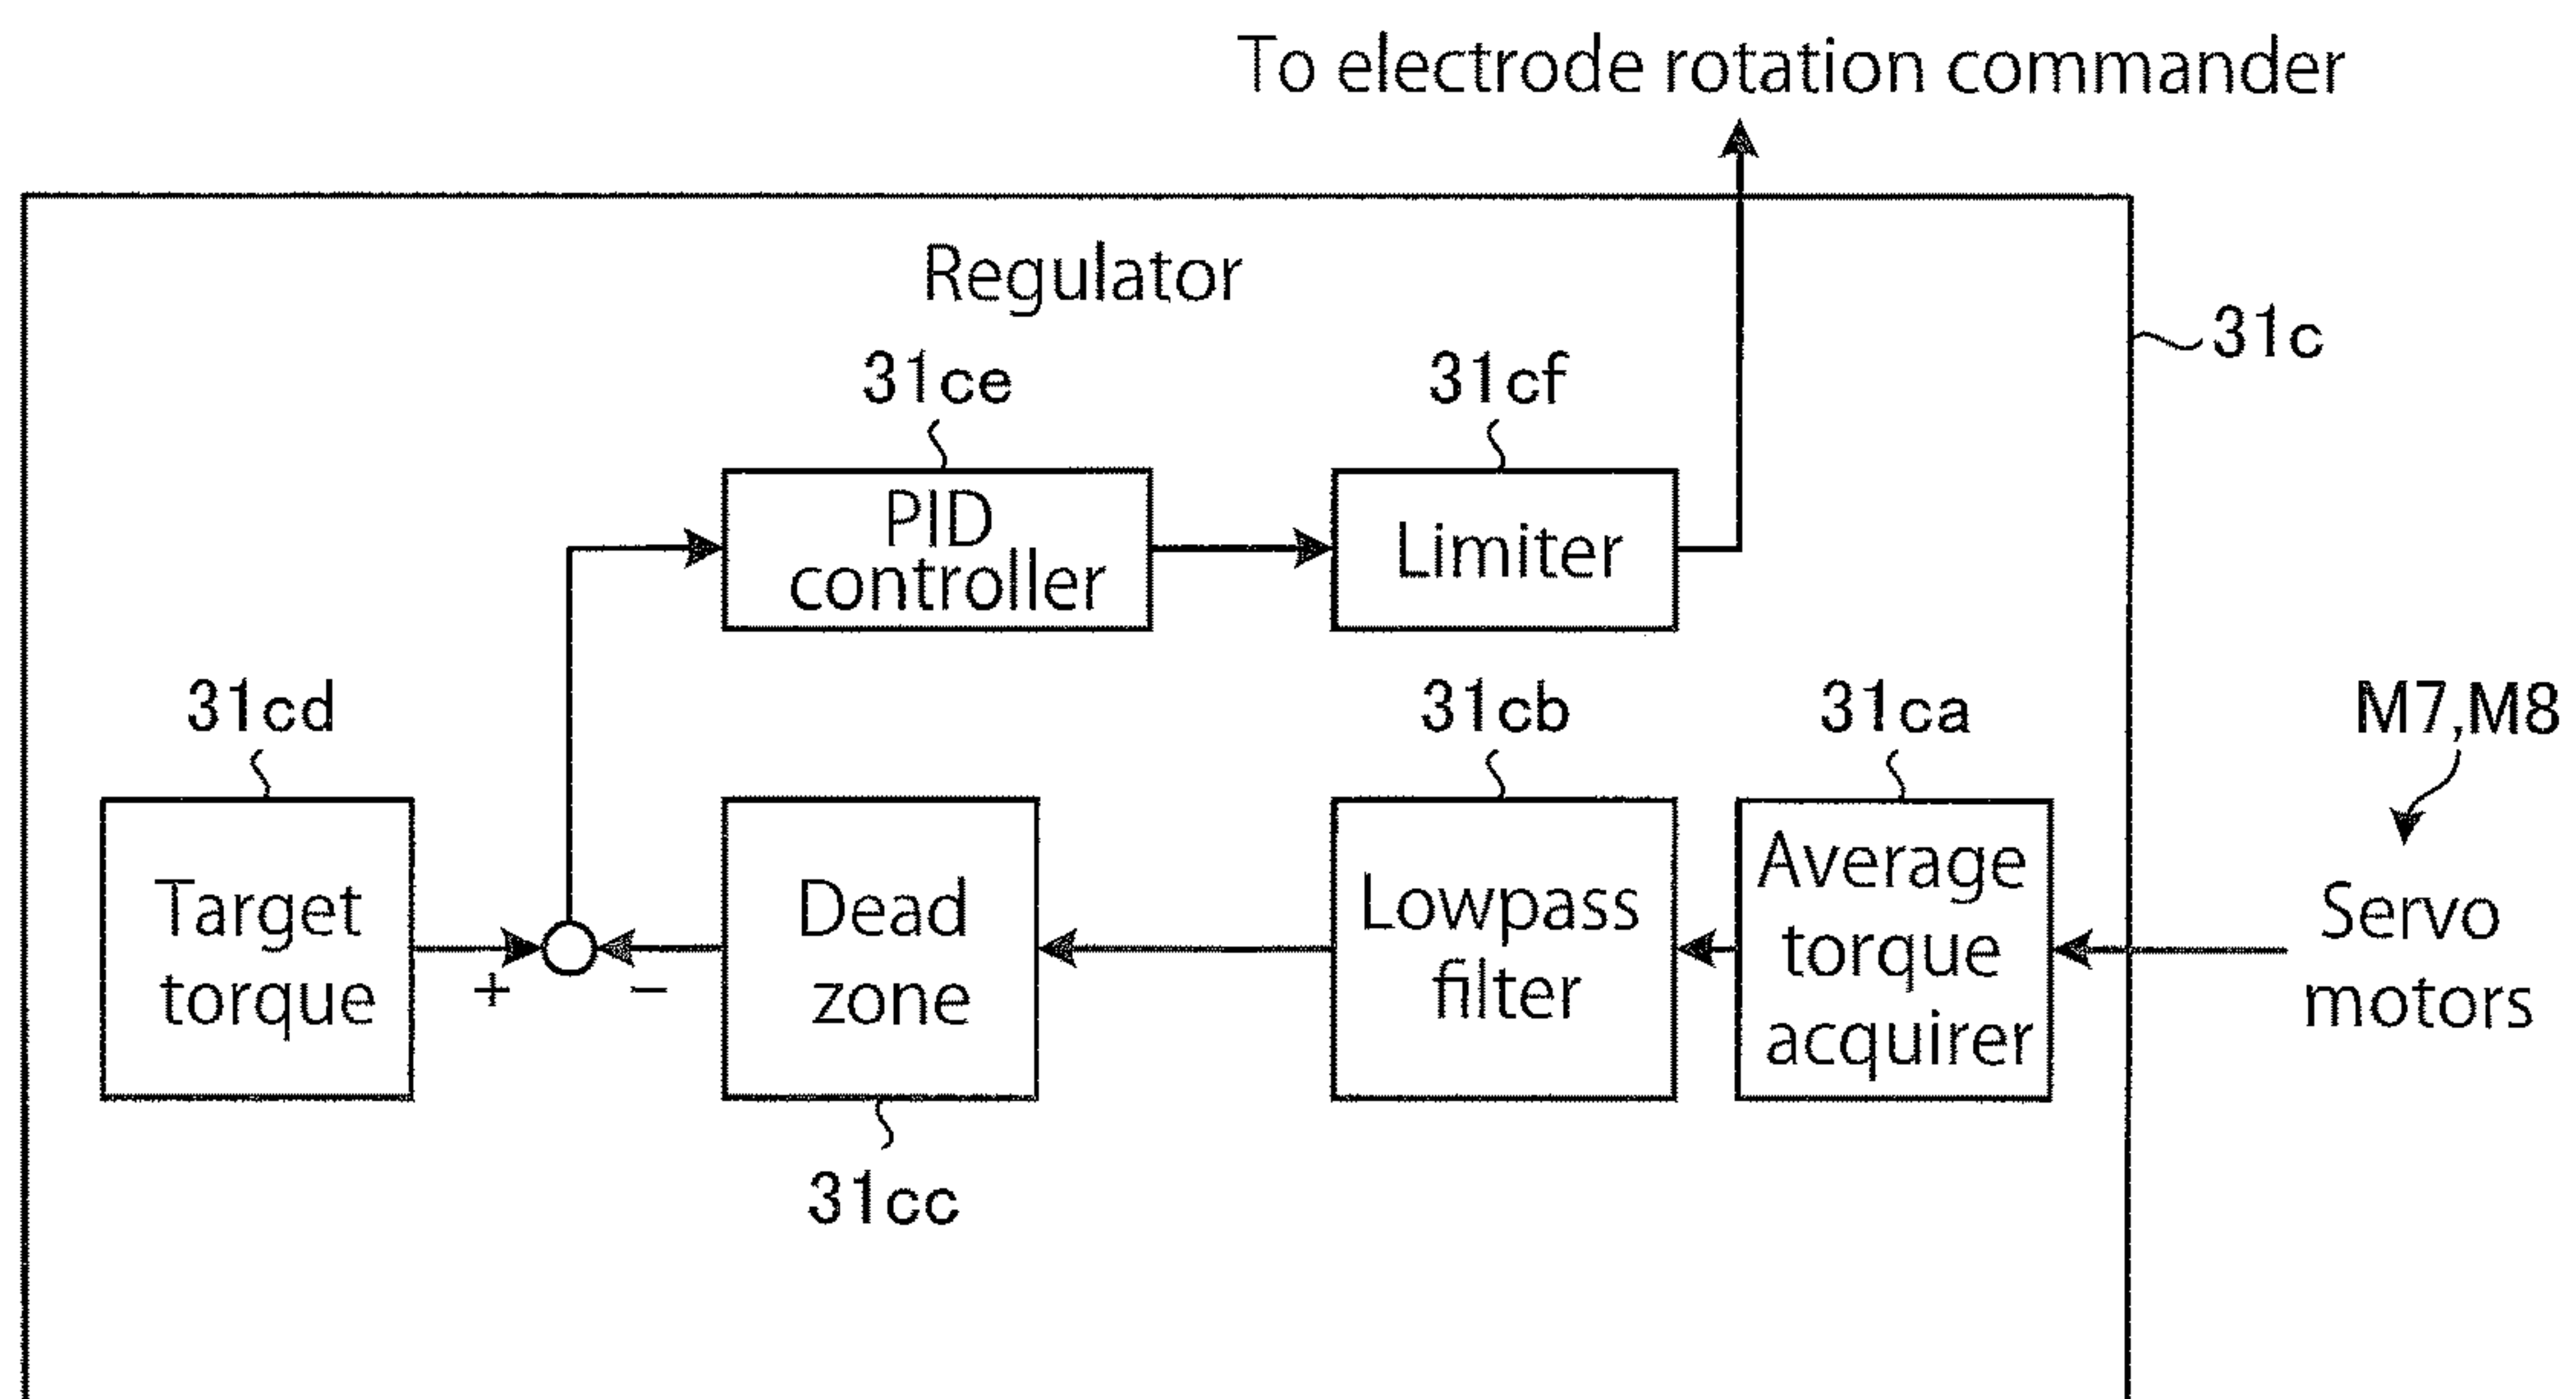 To electrode rotation commander
Regulator
31c
31ce
31cf
PID
controller
Limiter
31cd
31cb
31ca
M7,M8
Target
torque
+
−
Dead
zone
Lowpass
filter
Average
torque
acquirer
Servo
motors
31cc